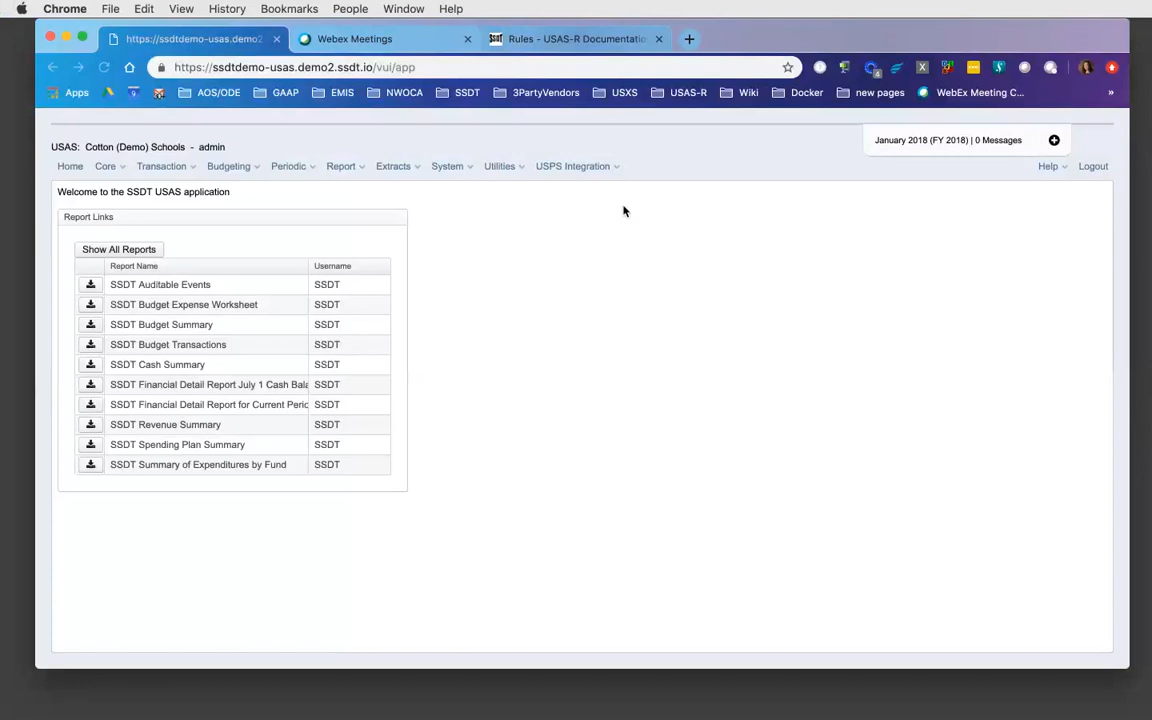 Chrome File Edit View History Bookmarks People Window Help
https://ssdtdemo-usas.demo2 Webex Meetings SSDT Rules - USAS-R Documentatio
https://ssdtdemo-usas.demo2.ssdt.io/vui/app
Apps AOS/ODE GAAP EMIS NWOCA SSDT 3PartyVendors USXS USAS-R Wiki Docker new pages WebEx Meeting C... »
USAS: Cotton (Demo) Schools - admin
January 2018 (FY 2018) | 0 Messages
Home Core Transaction Budgeting Periodic Report Extracts System Utilities USPS Integration Help Logout
Welcome to the SSDT USAS application
Report Links
Show All Reports
Report Name Username
SSDT Auditable Events SSDT
SSDT Budget Expense Worksheet SSDT
SSDT Budget Summary SSDT
SSDT Budget Transactions SSDT
SSDT Cash Summary SSDT
SSDT Financial Detail Report July 1 Cash Bala SSDT
SSDT Financial Detail Report for Current Perio SSDT
SSDT Revenue Summary SSDT
SSDT Spending Plan Summary SSDT
SSDT Summary of Expenditures by Fund SSDT